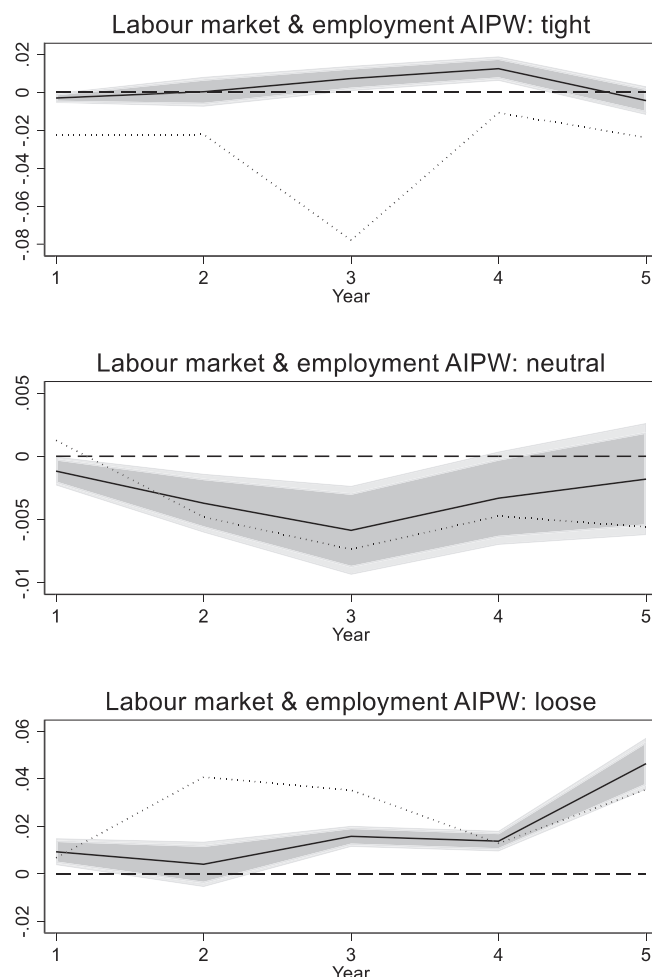 Labour market & employment AIPW: tight
.02
0
-.02
-.04
-.06
-.08
1 2 3 4 5
Year
Labour market & employment AIPW: neutral
.005
0
-.005
-.01
1 2 3 4 5
Year
Labour market & employment AIPW: loose
.06
.04
.02
0
-.02
1 2 3 4 5
Year